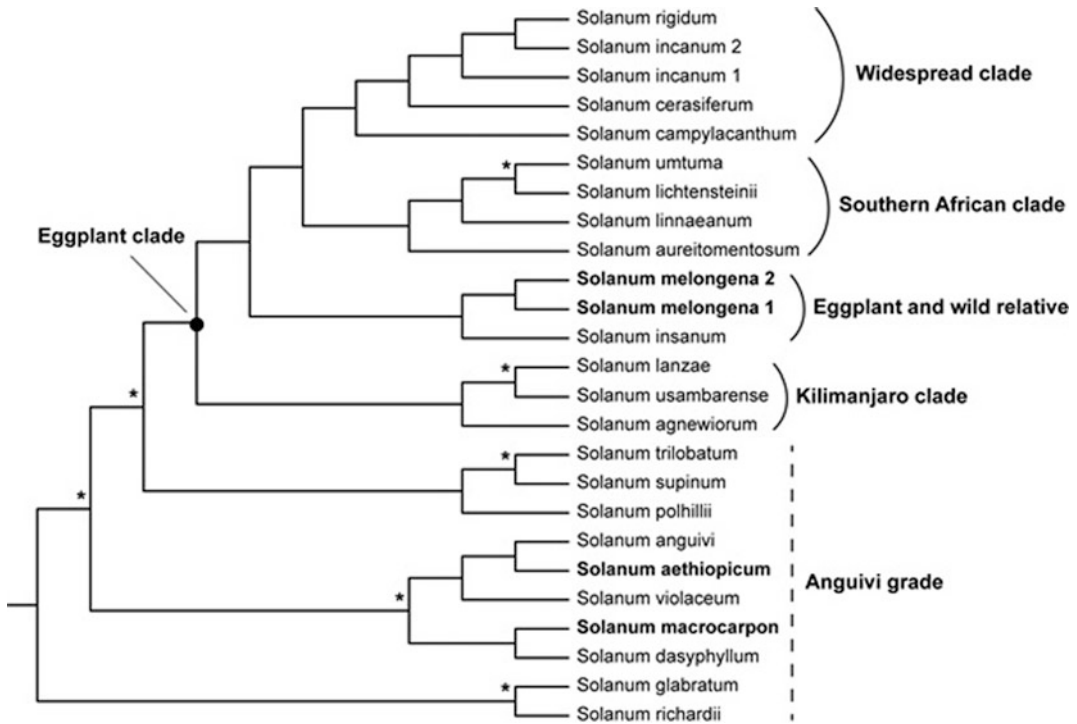 Solanum rigidum
Solanum incanum 2
Solanum incanum 1
Widespread clade
Solanum cerasiferum
Solanum campylacanthum
*
Solanum umtuma
Solanum lichtensteinii
Southern African clade
Solanum linnaeanum
Eggplant clade
Solanum aureitomentosum
Solanum melongena 2
Solanum melongena 1
Eggplant and wild relative
Solanum insanum
*
Solanum lanzae
*
Solanum usambarense
Kilimanjaro clade
Solanum agnewiorum
*
Solanum trilobatum
Solanum supinum
*
Solanum polhillii
Solanum anguivi
Solanum aethiopicum
Anguivi grade
*
Solanum violaceum
Solanum macrocarpon
Solanum dasyphyllum
*
Solanum glabratum
Solanum richardii